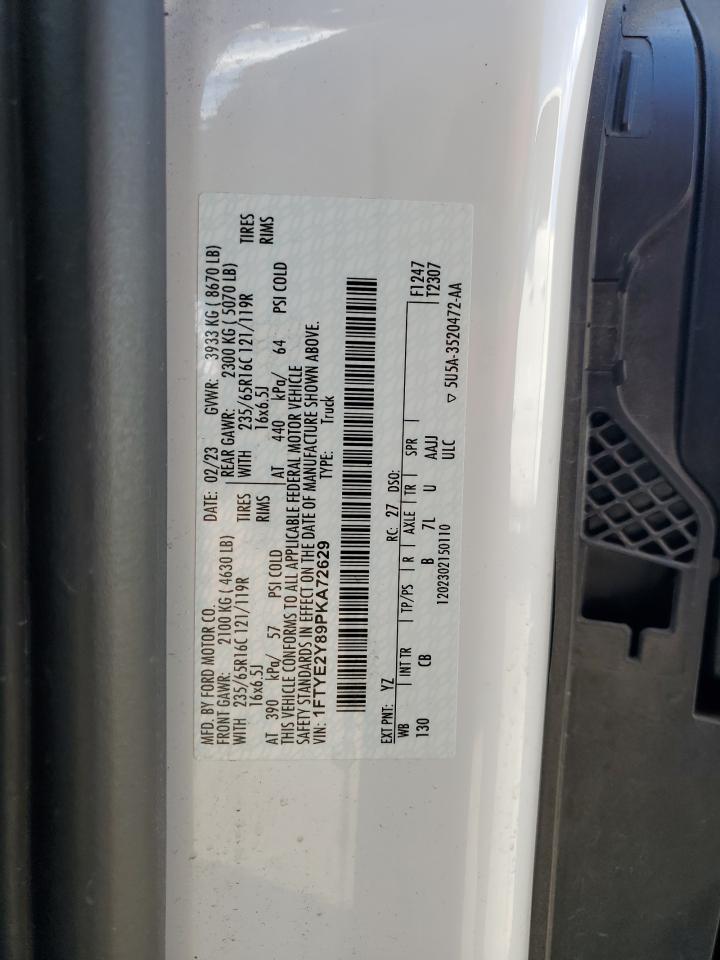 MFD. BY FORD MOTOR CO. DATE: 02/23 GVWR: 3933 KG ( 8670 LB)
FRONT GAWR: 2100 KG ( 4630 LB) REAR GAWR: 2300 KG ( 5070 LB)
WITH 235/65R16C 121/119R TIRES WITH 235/65R16C 121/119R TIRES
16x6.5J RIMS 16x6.5J RIMS
AT 390 kPa/ 57 PSI COLD AT 440 kPa/ 64 PSI COLD
THIS VEHICLE CONFORMS TO ALL APPLICABLE FEDERAL MOTOR VEHICLE
SAFETY STANDARDS IN EFFECT ON THE DATE OF MANUFACTURE SHOWN ABOVE.
VIN: 1FTYE2Y89PKA72629 TYPE: Truck
EXT PNT: YZ RC: 27 DSO:
WB INT TR TP/PS R AXLE TR SPR F1247
130 CB B 7L U AAJJ T2307
1202302150110 ULC
▽ 5U5A-3520472-AA